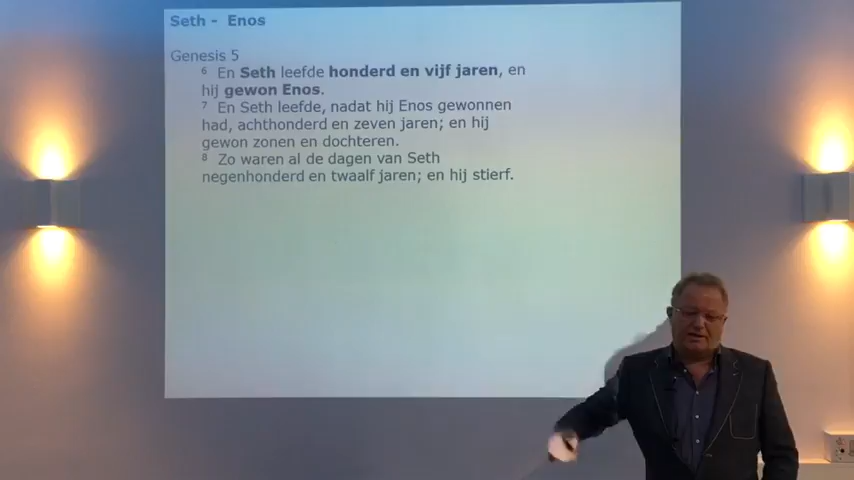 Seth - Enos
Genesis 5
6 En Seth leefde honderd en vijf jaren, en
hij gewon Enos.
7 En Seth leefde, nadat hij Enos gewonnen
had, achthonderd en zeven jaren; en hij
gewon zonen en dochteren.
8 Zo waren al de dagen van Seth
negenhonderd en twaalf jaren; en hij stierf.